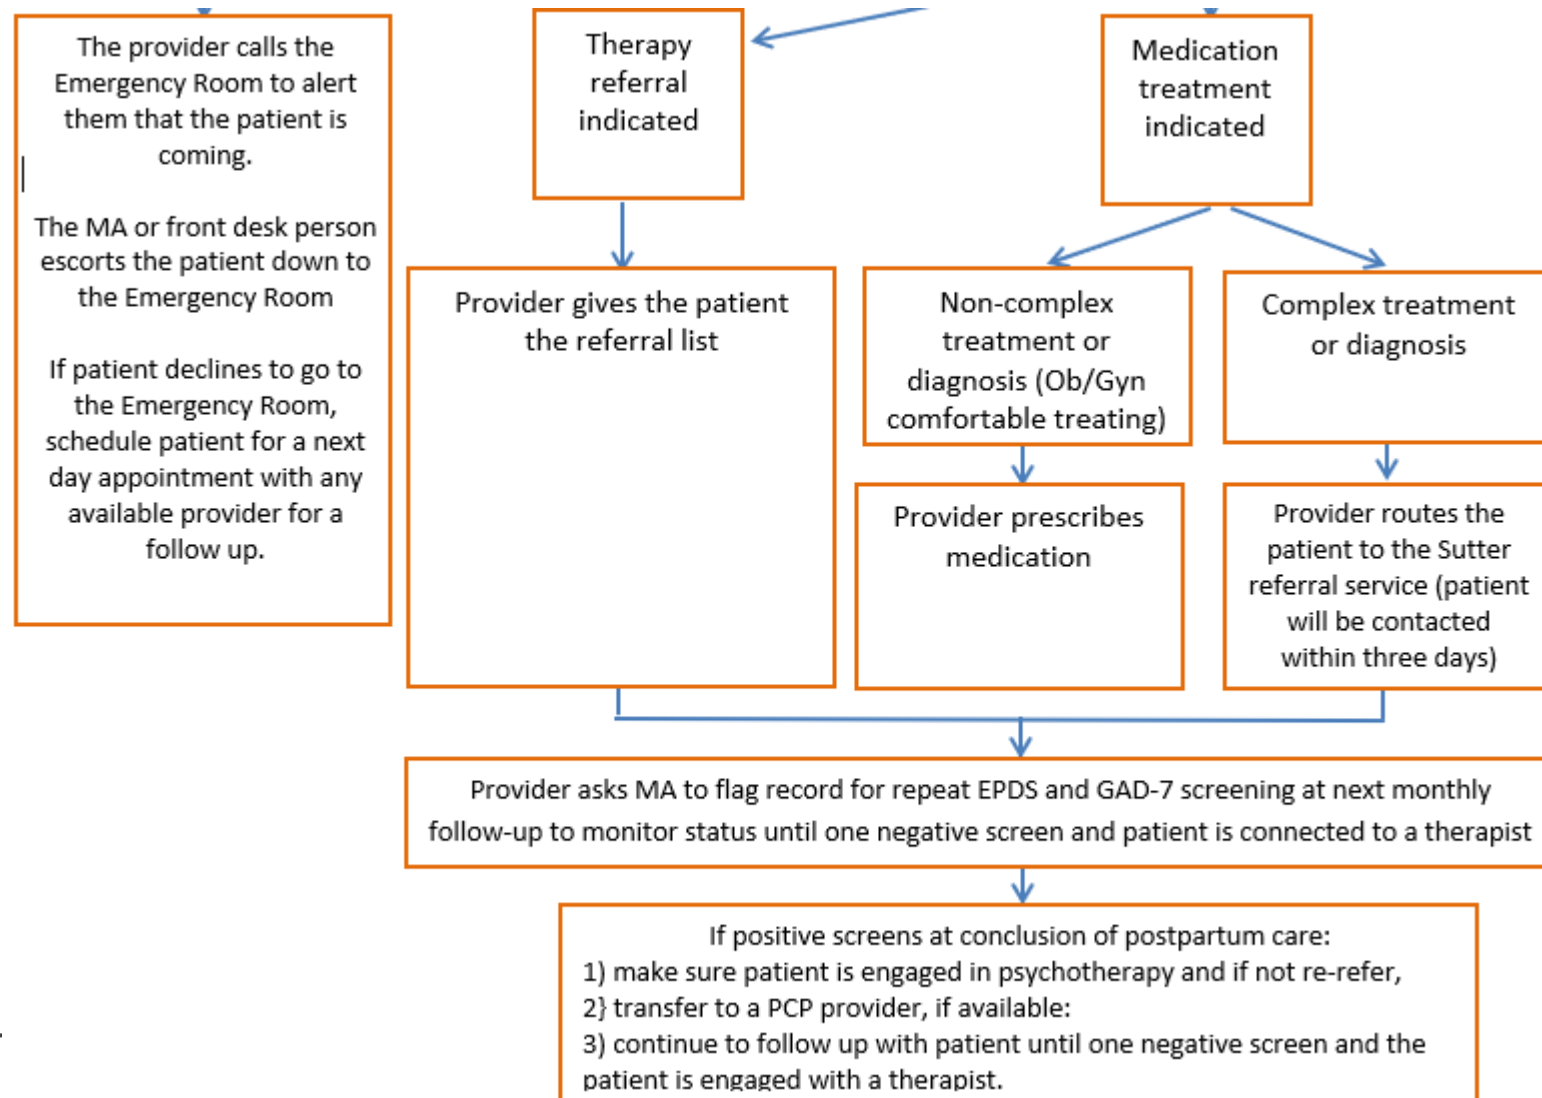 The provider calls the
Emergency Room to alert
them that the patient is
coming.
The MA or front desk person
escorts the patient down to
the Emergency Room
If patient declines to go to
the Emergency Room,
schedule patient for a next
day appointment with any
available provider for a
follow up.
Therapy
referral
indicated
Medication
treatment
indicated
Provider gives the patient
the referral list
Non-complex
treatment or
diagnosis (Ob/Gyn
comfortable treating)
Complex treatment
or diagnosis
Provider prescribes
medication
Provider routes the
patient to the Sutter
referral service (patient
will be contacted
within three days)
Provider asks MA to flag record for repeat EPDS and GAD-7 screening at next monthly
follow-up to monitor status until one negative screen and patient is connected to a therapist
If positive screens at conclusion of postpartum care:
1) make sure patient is engaged in psychotherapy and if not re-refer,
2} transfer to a PCP provider, if available:
3) continue to follow up with patient until one negative screen and the
patient is engaged with a therapist.